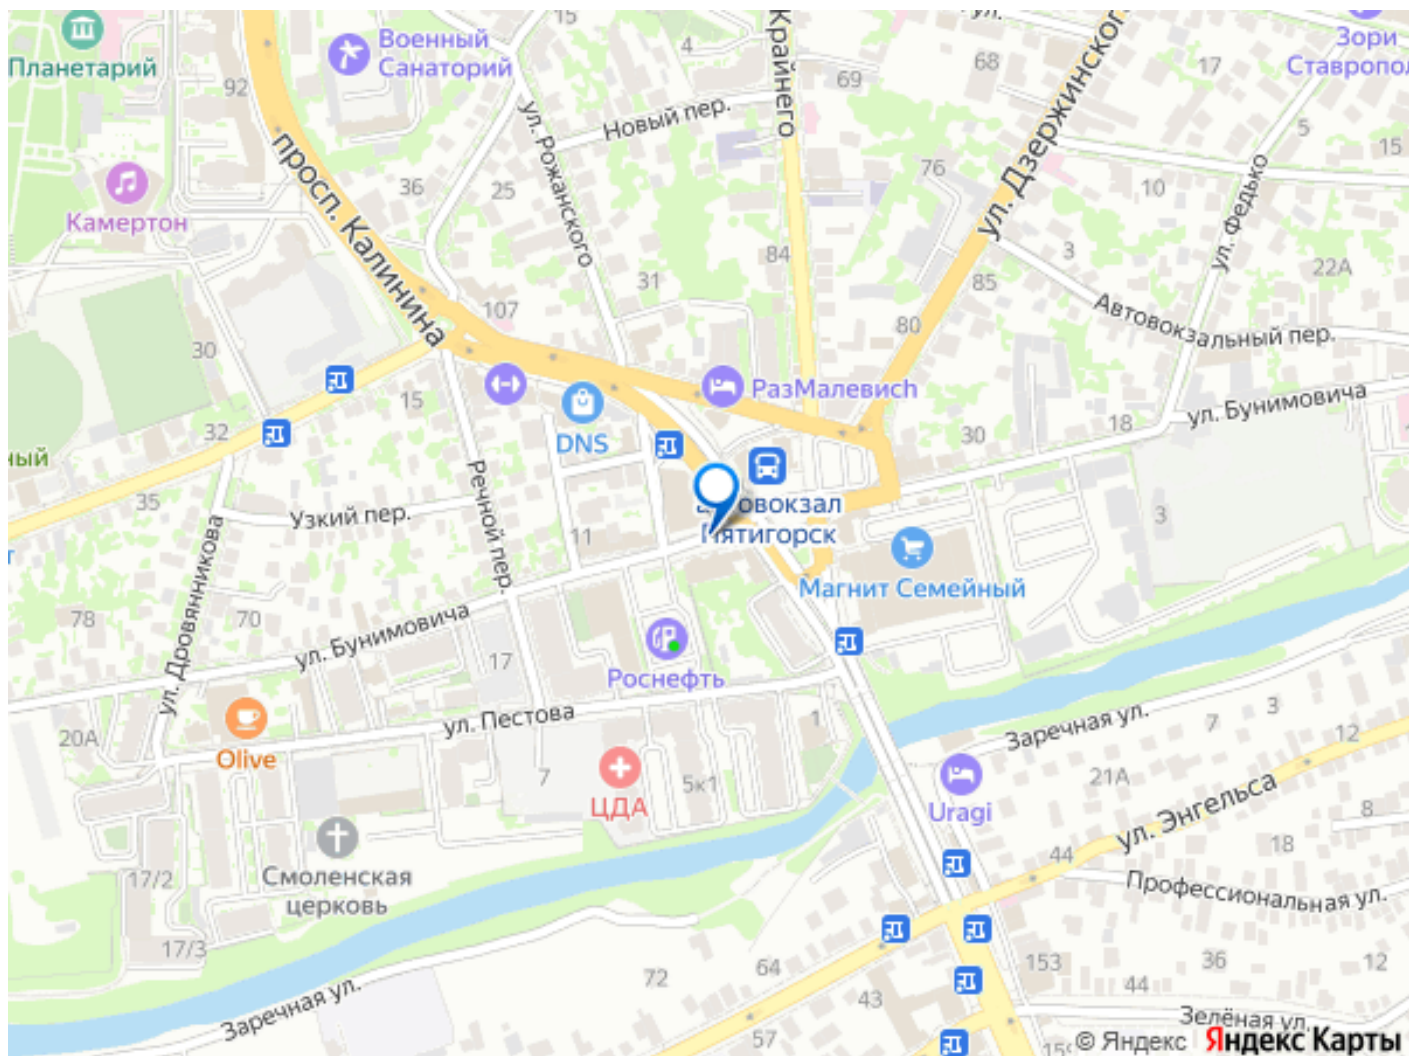 15
ул.
Военный
Санаторий
Планетарий
92
4
Крайнего
69
68
ул. Дзержинского
17
Зори
Ставропол
Новый пер.
ул. Рожанского
просп. Калинина
36
25
76
5
15
10
ул. Федько
Камертон
84
3
22А
31
85
107
80
Автовокзальный пер.
30
15
РазМалевич
ул. Бунимовича
18
30
32
DNS
ный
35
Узкий пер.
Речной пер.
11
автовокзал
Пятигорск
3
Магнит Семейный
ул. Дровянникова
78
70
ул. Бунимовича
17
Роснефть
ул. Пестова
1
20А
Olive
7
ЦДА
5к1
Заречная ул.
7
3
12
21А
Uragi
ул. Энгельса
8
18
44
Смоленская
церковь
17/2
17/3
Профессиональная ул.
72
64
153
36
12
44
43
57
Заречная ул.
Зелёная ул.
© Яндекс Яндекс Карты